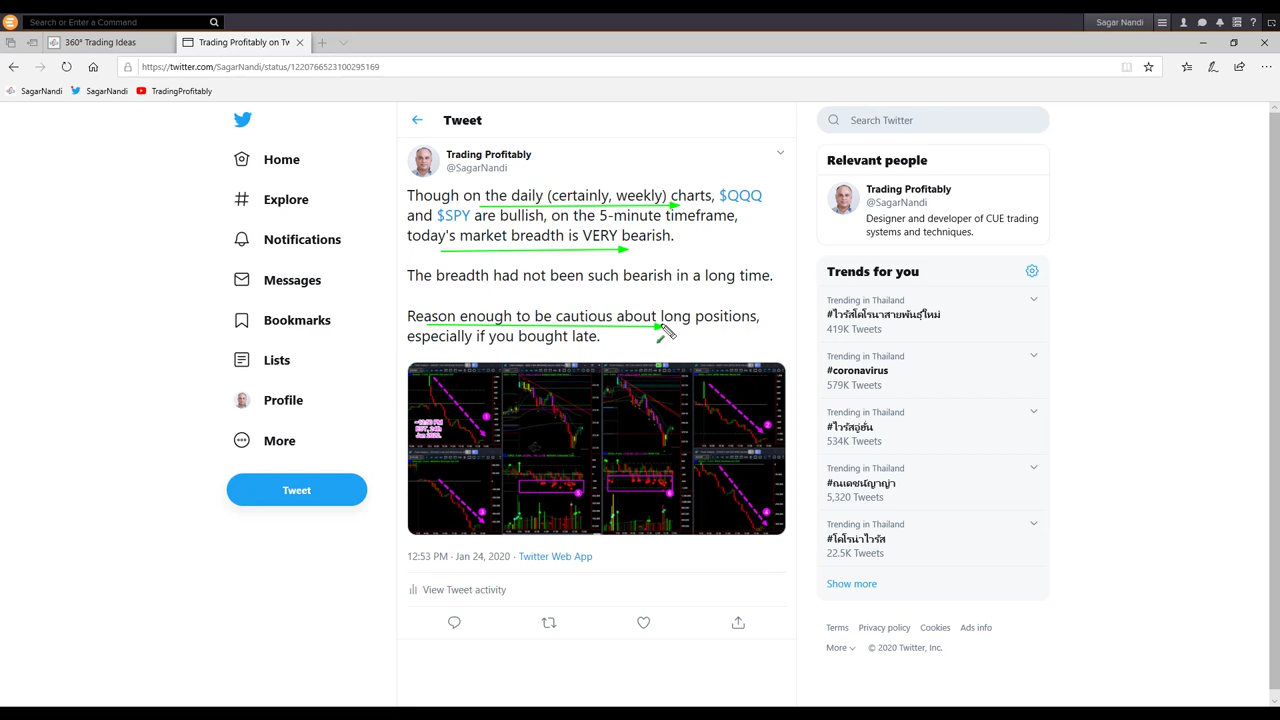 Search or Enter a Command
Sagar Nandi
360° Trading Ideas
Trading Profitably on Tw
https://twitter.com/SagarNandi/status/1220766523100295169
SagarNandi
SagarNandi
TradingProfitably
Home
Explore
Notifications
Messages
Bookmarks
Lists
Profile
More
Tweet
Tweet
Trading Profitably
@SagarNandi
Though on the daily (certainly, weekly) charts, $QQQ
and $SPY are bullish, on the 5-minute timeframe,
today's market breadth is VERY bearish.
The breadth had not been such bearish in a long time.
Reason enough to be cautious about long positions,
especially if you bought late.
12:53 PM · Jan 24, 2020 · Twitter Web App
View Tweet activity
Search Twitter
Relevant people
Trading Profitably
@SagarNandi
Designer and developer of CUE trading
systems and techniques.
Trends for you
Trending in Thailand
#ไวรัสโคโรนาสายพันธุ์ใหม่
419K Tweets
Trending in Thailand
#coronavirus
579K Tweets
Trending in Thailand
#ไวรัสอู่ฮั่น
534K Tweets
Trending in Thailand
#ณเดชน์ญาญ่า
5,320 Tweets
Trending in Thailand
#โคโรน่าไวรัส
22.5K Tweets
Show more
Terms Privacy policy Cookies Ads info
More © 2020 Twitter, Inc.